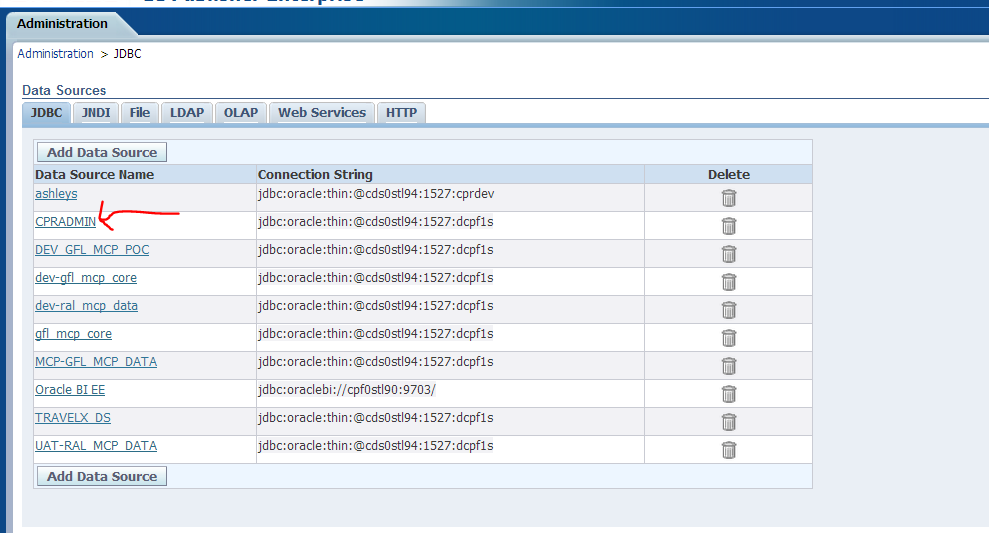 Administration
Administration > JDBC
Data Sources
JDBC JNDI File LDAP OLAP Web Services HTTP
Add Data Source
Data Source Name Connection String Delete
ashleys jdbc:oracle:thin:@cds0stl94:1527:cprdev
CPRADMIN jdbc:oracle:thin:@cds0stl94:1527:dcpf1s
DEV_GFL_MCP_POC jdbc:oracle:thin:@cds0stl94:1527:dcpf1s
dev-gfl_mcp_core jdbc:oracle:thin:@cds0stl94:1527:dcpf1s
dev-ral_mcp_data jdbc:oracle:thin:@cds0stl94:1527:dcpf1s
gfl_mcp_core jdbc:oracle:thin:@cds0stl94:1527:dcpf1s
MCP-GFL_MCP_DATA jdbc:oracle:thin:@cds0stl94:1527:dcpf1s
Oracle BI EE jdbc:oraclebi://cpf0stl90:9703/
TRAVELX_DS jdbc:oracle:thin:@cds0stl94:1527:dcpf1s
UAT-RAL_MCP_DATA jdbc:oracle:thin:@cds0stl94:1527:dcpf1s
Add Data Source